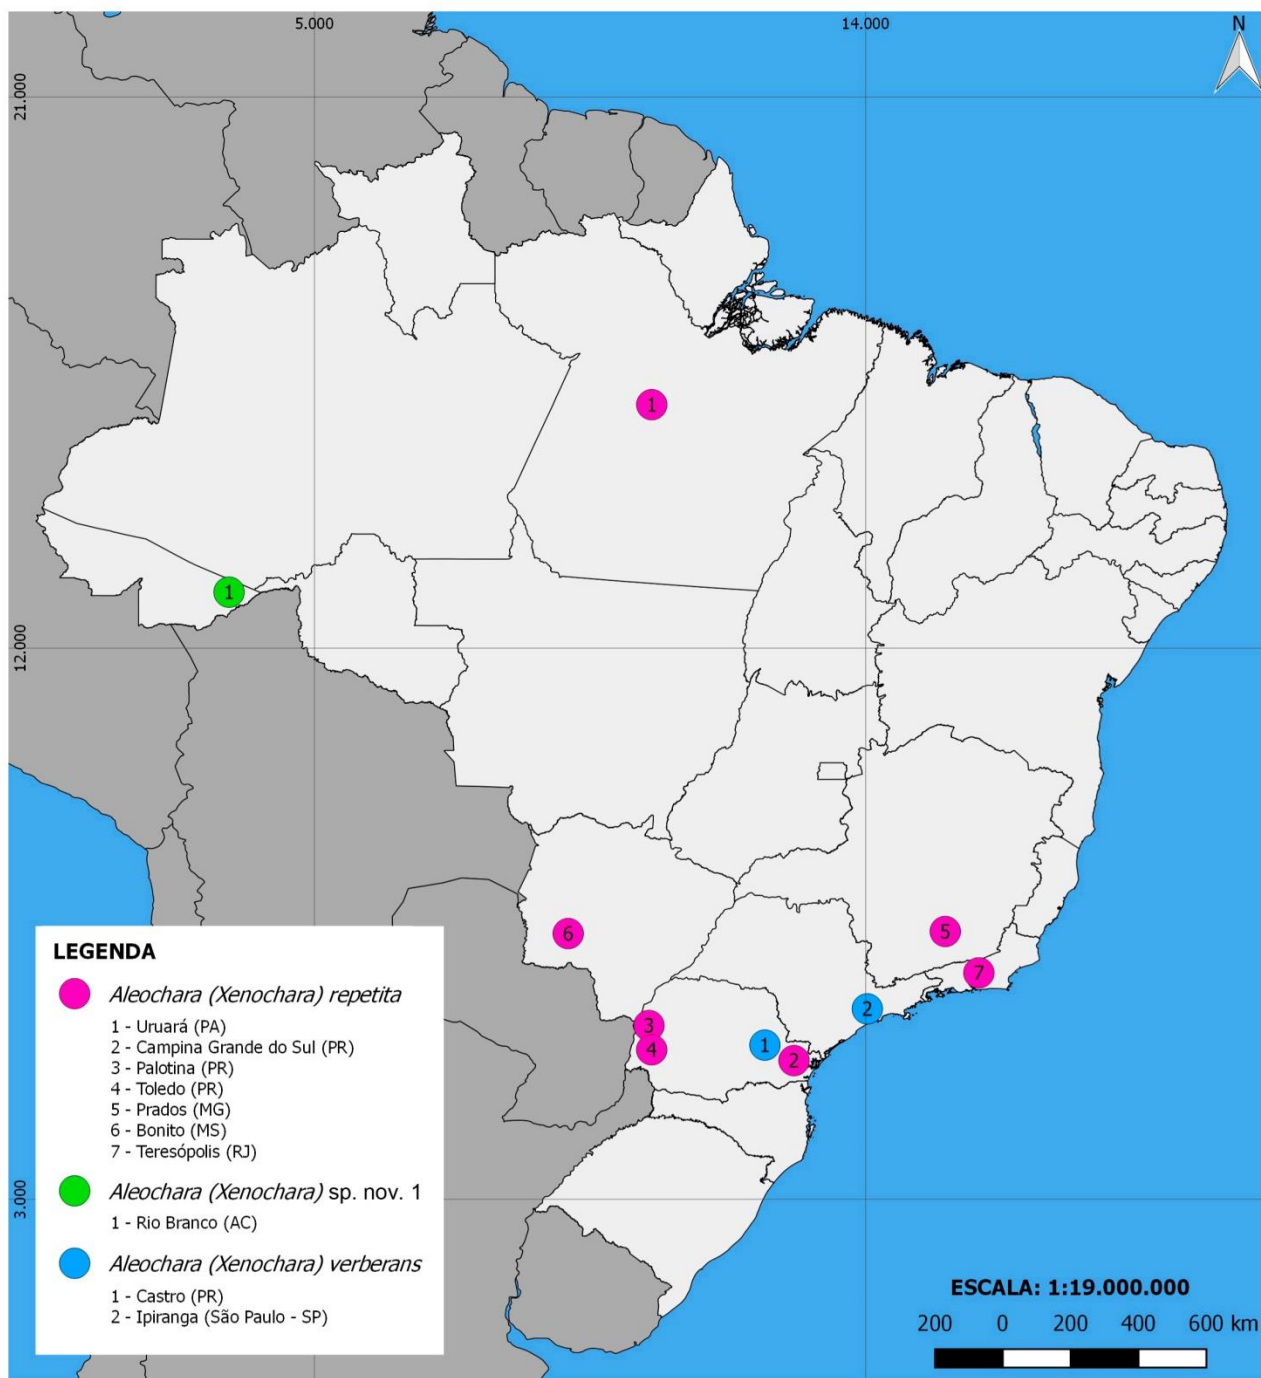 5.000
14.000
N
21.000
12.000
3.000
1
1
6
5
7
2
3
1
4
2
LEGENDA
Aleochara (Xenochara) repetita
1 - Uruará (PA)
2 - Campina Grande do Sul (PR)
3 - Palotina (PR)
4 - Toledo (PR)
5 - Prados (MG)
6 - Bonito (MS)
7 - Teresópolis (RJ)
Aleochara (Xenochara) sp. nov. 1
1 - Rio Branco (AC)
Aleochara (Xenochara) verberans
1 - Castro (PR)
2 - Ipiranga (São Paulo - SP)
ESCALA: 1:19.000.000
200 0 200 400 600 km